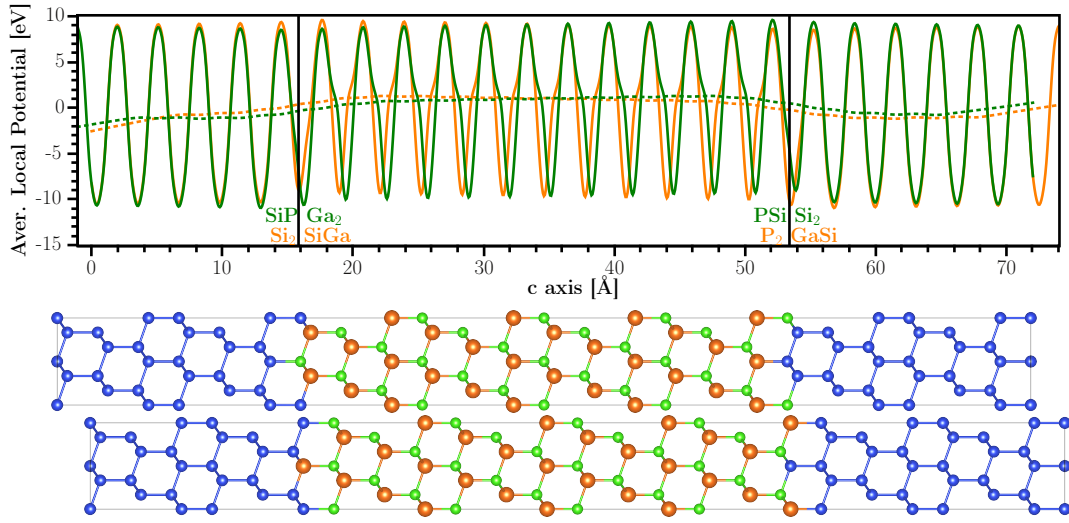 Aver. Local Potential [eV]
10
5
0
-5
-10
-15
SiP Ga₂ PSi Si₂
Si₂ SiGa P₂ GaSi
0 10 20 30 40 50 60 70
c axis [Å]